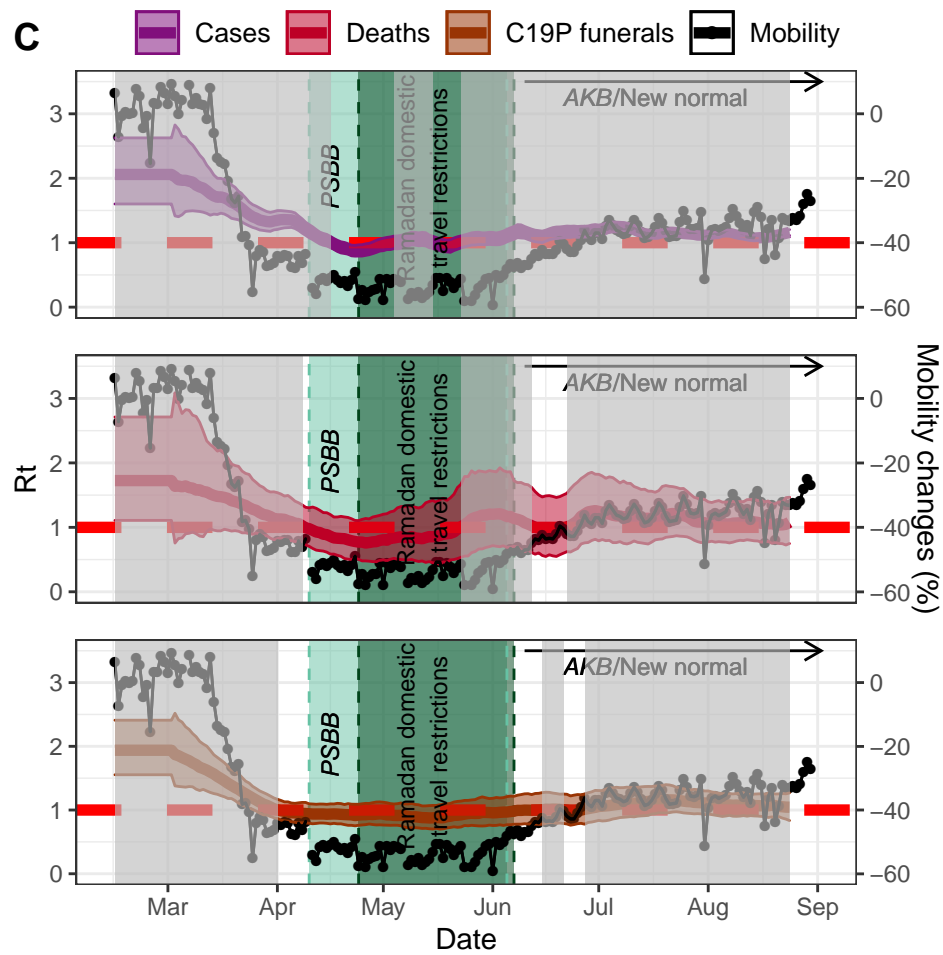 C
Cases Deaths C19P funerals Mobility
3
2
1
0
0
−20
−40
−60
PSBB
Ramadan domestic
travel restrictions
AKB/New normal
3
2
1
0
0
−20
−40
−60
PSBB
Ramadan domestic
travel restrictions
AKB/New normal
3
2
1
0
0
−20
−40
−60
PSBB
Ramadan domestic
travel restrictions
AKB/New normal
Rt
Mobility changes (%)
Mar Apr May Jun Jul Aug Sep
Date